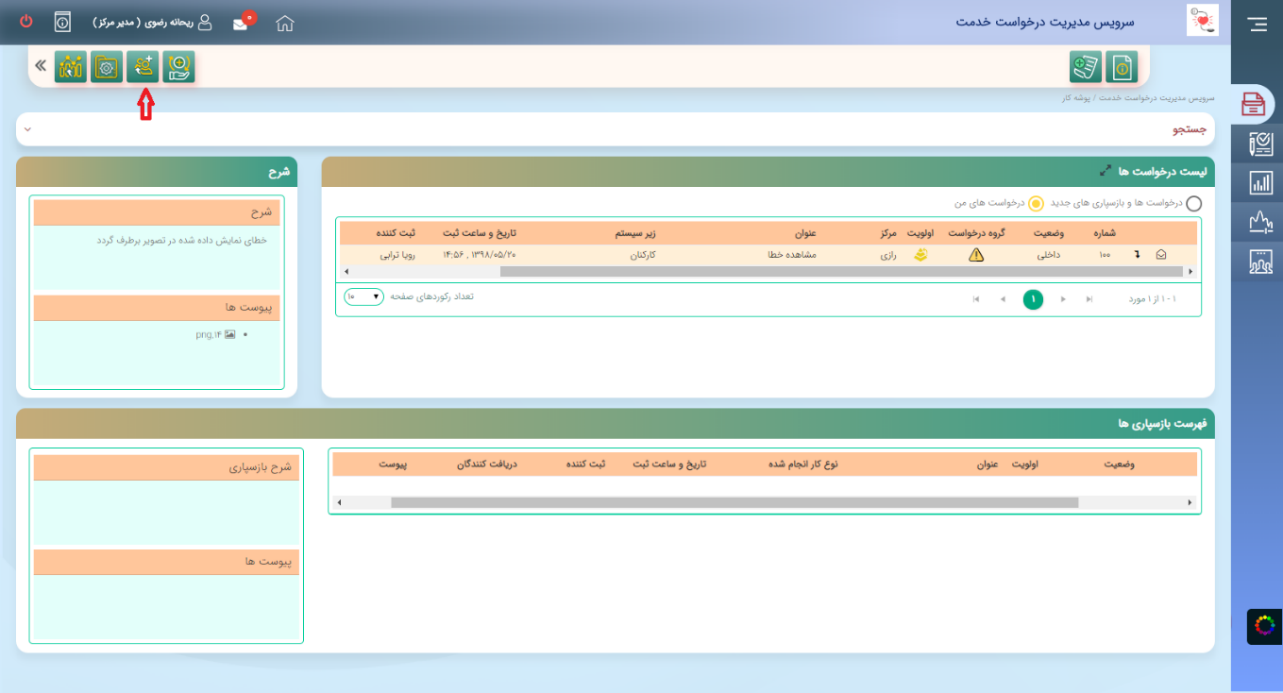 سرویس مدیریت درخواست خدمت
ریحانه رضوی ( مدیر مرکز )
سرویس مدیریت درخواست خدمت / پوشه کار
جستجو
لیست درخواست ها
درخواست ها و بازسپاری های جدید درخواست های من
شماره وضعیت گروه درخواست اولویت مرکز عنوان زیر سیستم تاریخ و ساعت ثبت ثبت کننده
۱۰۰ داخلی رازی مشاهده خطا کارکنان ۱۳۹۸/۰۵/۲۰ , ۱۴:۵۶ رویا ترابی
۱ - ۱ از ۱ مورد ۱ تعداد رکوردهای صفحه ۱۰
شرح
شرح
خطای نمایش داده شده در تصویر برطرف گردد
پیوست ها
۱۴.png
فهرست بازسپاری ها
وضعیت اولویت عنوان نوع کار انجام شده تاریخ و ساعت ثبت ثبت کننده دریافت کنندگان پیوست
شرح بازسپاری
پیوست ها